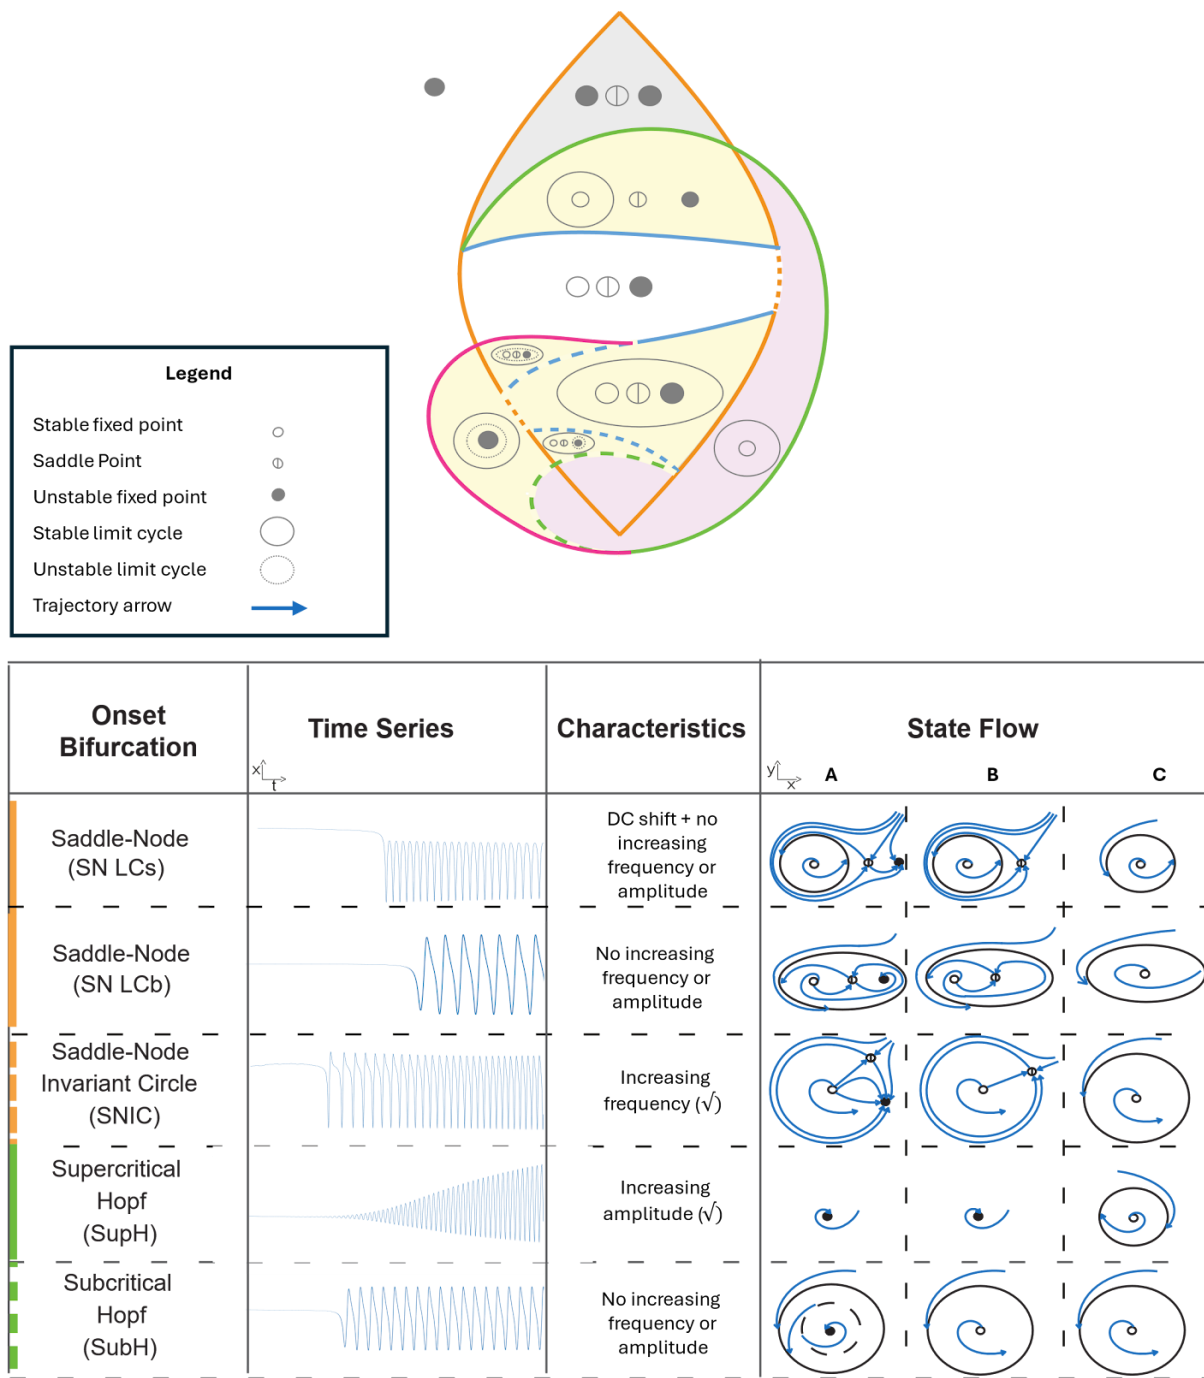 Legend
Stable fixed point
Saddle Point
Unstable fixed point
Stable limit cycle
Unstable limit cycle
Trajectory arrow
Onset
Bifurcation
Time Series
x
t
Characteristics
State Flow
y
x
A
B
C
Saddle-Node
(SN LCs)
DC shift + no
increasing
frequency or
amplitude
Saddle-Node
(SN LCb)
No increasing
frequency or
amplitude
Saddle-Node
Invariant Circle
(SNIC)
Increasing
frequency (√)
Supercritical
Hopf
(SupH)
Increasing
amplitude (√)
Subcritical
Hopf
(SubH)
No increasing
frequency or
amplitude